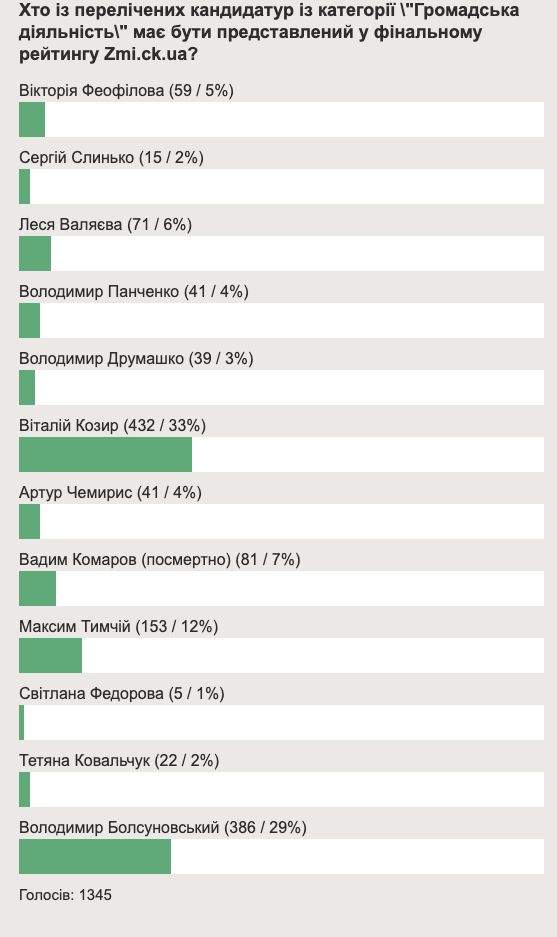 Хто із перелічених кандидатур із категорії \"Громадська
діяльність\" має бути представлений у фінальному
рейтингу Zmi.ck.ua?
Вікторія Феофілова (59 / 5%)
Сергій Слинько (15 / 2%)
Леся Валяєва (71 / 6%)
Володимир Панченко (41 / 4%)
Володимир Друмашко (39 / 3%)
Віталій Козир (432 / 33%)
Артур Чемирис (41 / 4%)
Вадим Комаров (посмертно) (81 / 7%)
Максим Тимчій (153 / 12%)
Світлана Федорова (5 / 1%)
Тетяна Ковальчук (22 / 2%)
Володимир Болсуновський (386 / 29%)
Голосів: 1345